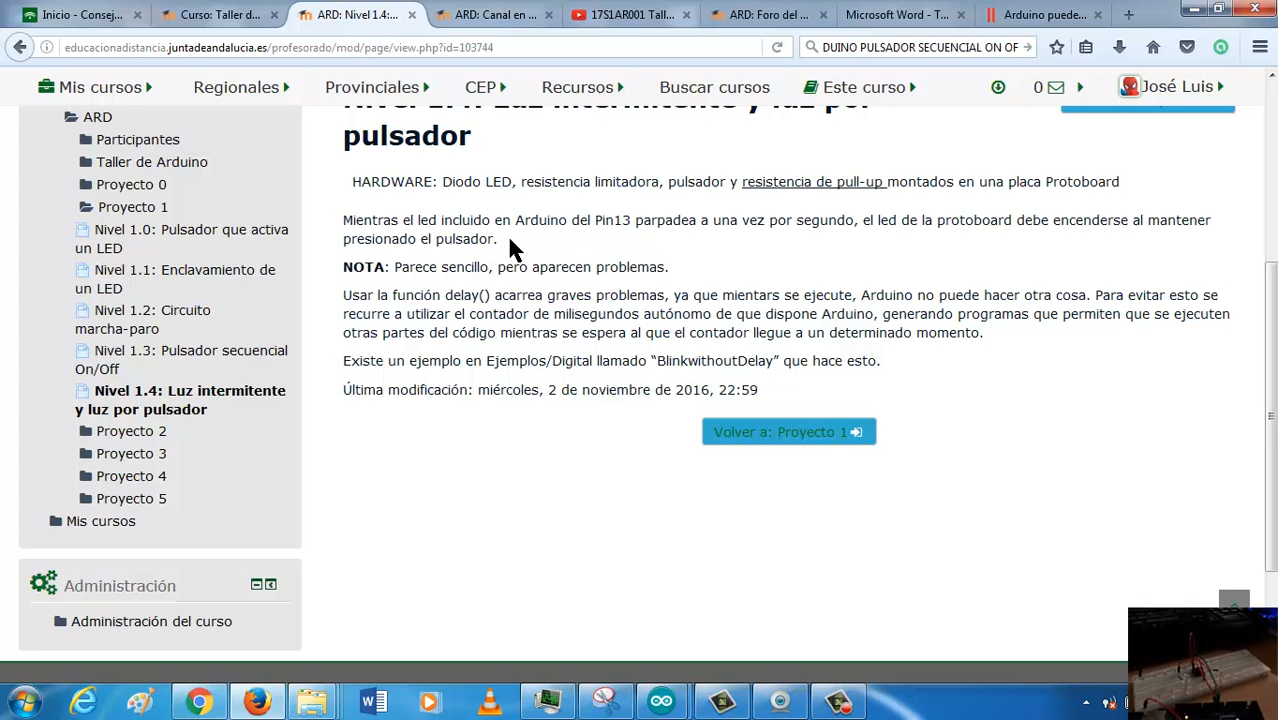 Inicio - Consej... × Curso: Taller d... × ARD: Nivel 1.4:... × ARD: Canal en ... × 17S1AR001 Tall... × ARD: Foro del ... × Microsoft Word - T... × Arduino puede... × +
educacionadistancia.juntadeandalucia.es/profesorado/mod/page/view.php?id=103744
DUINO PULSADOR SECUENCIAL ON OF
Mis cursos Regionales Provinciales CEP Recursos Buscar cursos Este curso 0 José Luis
pulsador
HARDWARE: Diodo LED, resistencia limitadora, pulsador y resistencia de pull-up montados en una placa Protoboard
Mientras el led incluido en Arduino del Pin13 parpadea a una vez por segundo, el led de la protoboard debe encenderse al mantener
presionado el pulsador.
NOTA: Parece sencillo, pero aparecen problemas.
Usar la función delay() acarrea graves problemas, ya que mientars se ejecute, Arduino no puede hacer otra cosa. Para evitar esto se
recurre a utilizar el contador de milisegundos autónomo de que dispone Arduino, generando programas que permiten que se ejecuten
otras partes del código mientras se espera al que el contador llegue a un determinado momento.
Existe un ejemplo en Ejemplos/Digital llamado “BlinkwithoutDelay” que hace esto.
Última modificación: miércoles, 2 de noviembre de 2016, 22:59
Volver a: Proyecto 1
ARD
Participantes
Taller de Arduino
Proyecto 0
Proyecto 1
Nivel 1.0: Pulsador que activa
un LED
Nivel 1.1: Enclavamiento de
un LED
Nivel 1.2: Circuito
marcha-paro
Nivel 1.3: Pulsador secuencial
On/Off
Nivel 1.4: Luz intermitente
y luz por pulsador
Proyecto 2
Proyecto 3
Proyecto 4
Proyecto 5
Mis cursos
Administración
Administración del curso